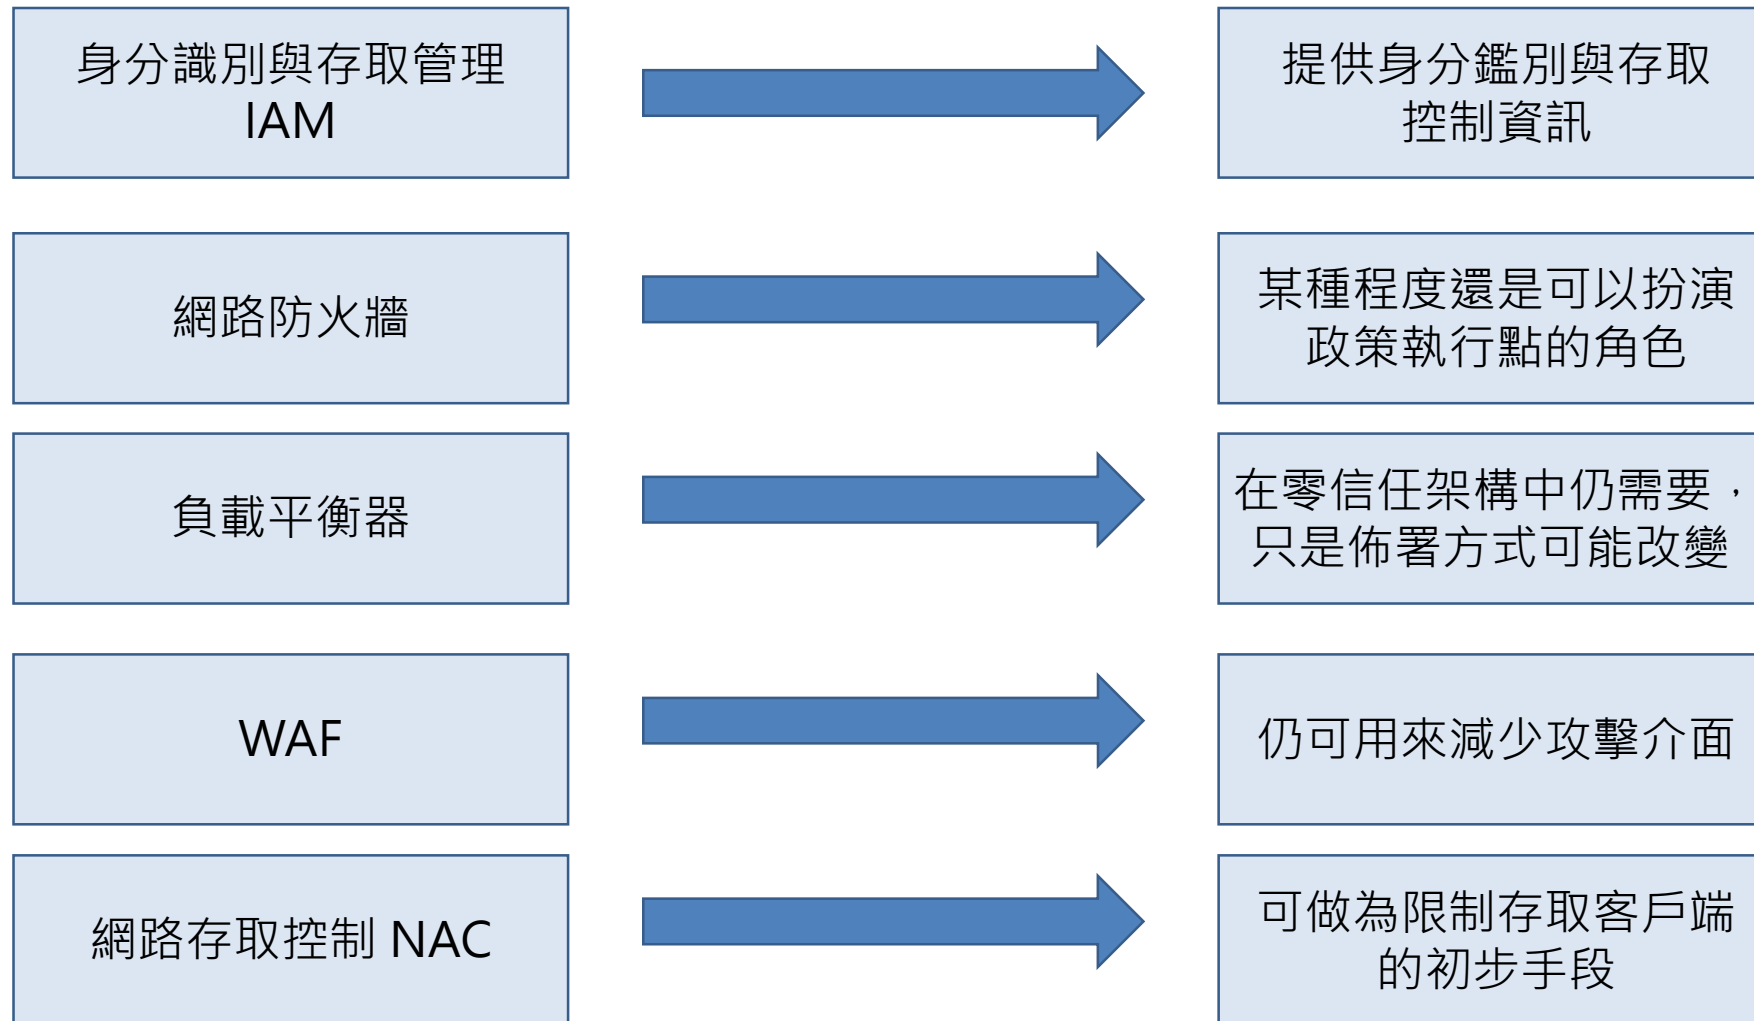 身分識別與存取管理
IAM
提供身分鑑別與存取
控制資訊
網路防火牆
某種程度還是可以扮演
政策執行點的角色
負載平衡器
在零信任架構中仍需要，
只是佈署方式可能改變
WAF
仍可用來減少攻擊介面
網路存取控制 NAC
可做為限制存取客戶端
的初步手段